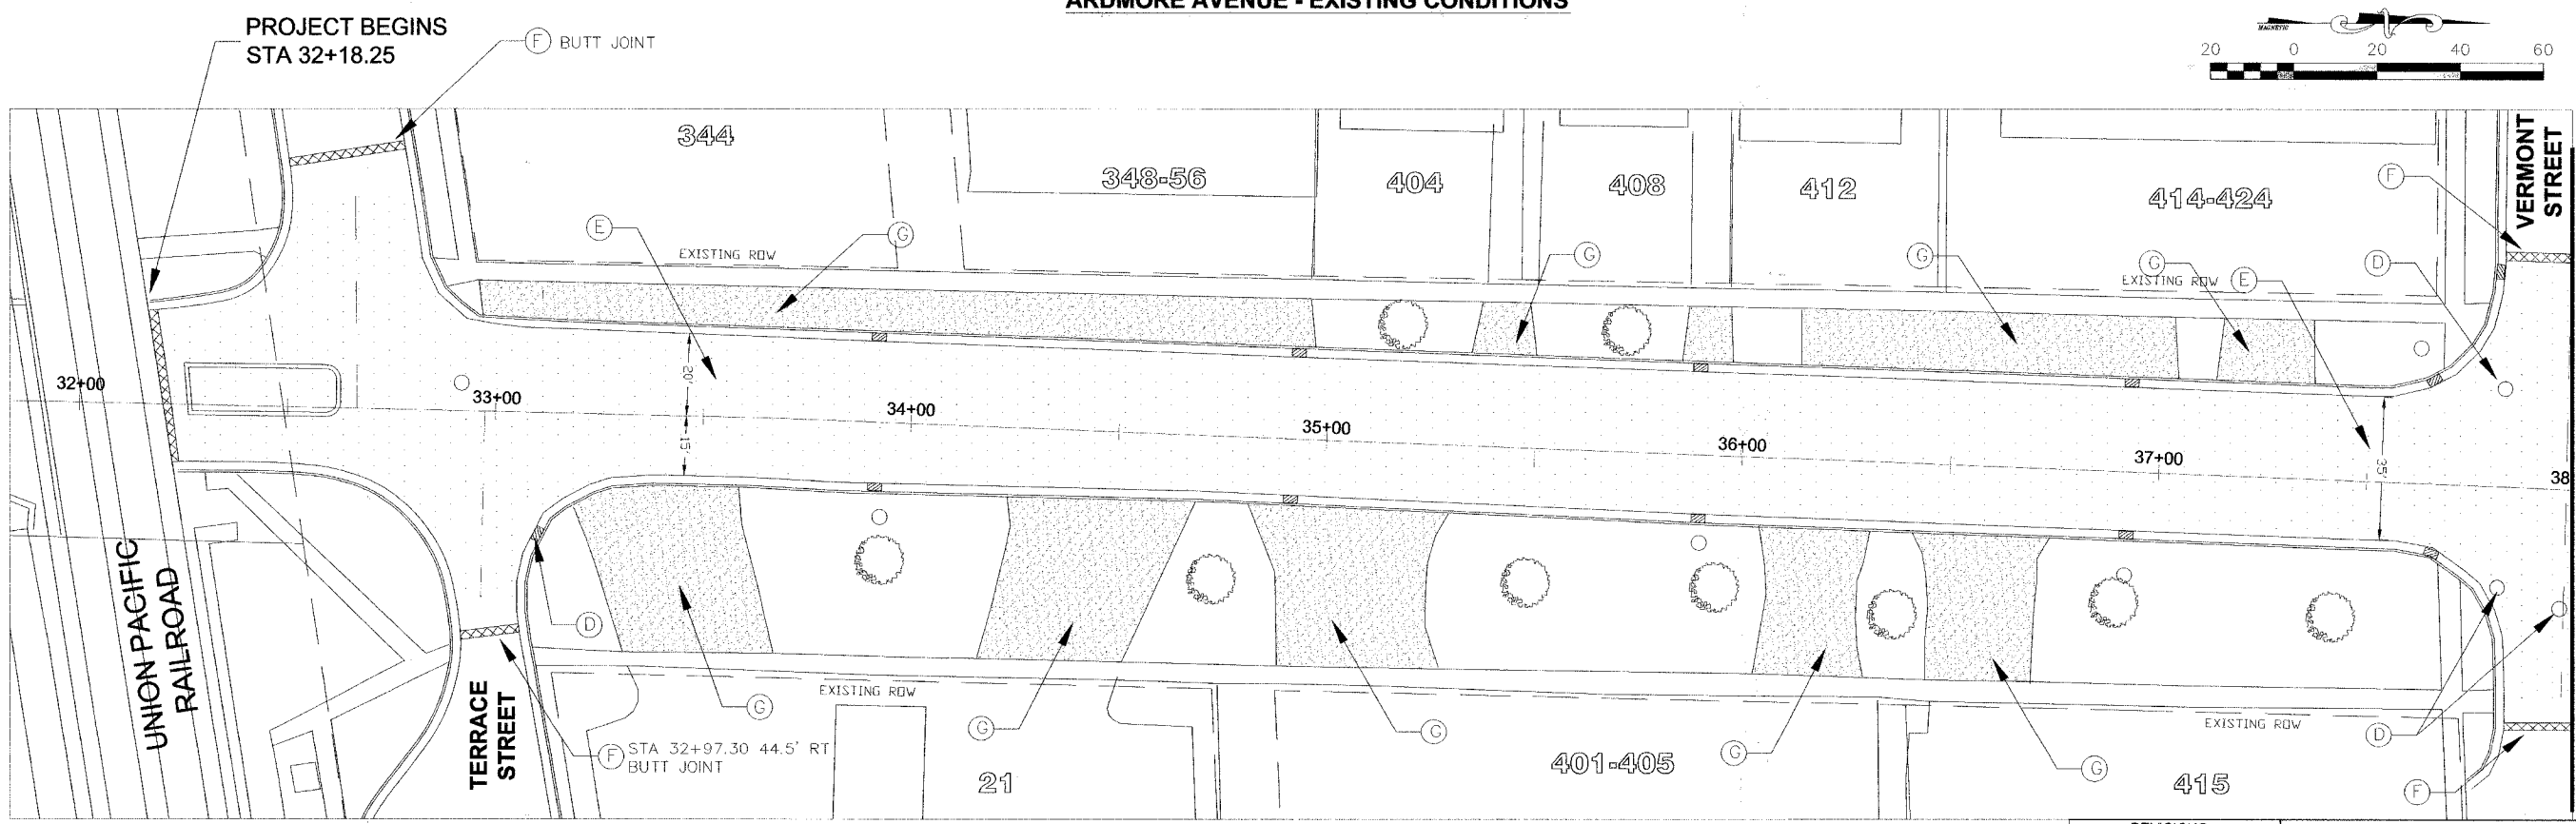 ARDMORE AVENUE - EXISTING CONDITIONS
PROJECT BEGINS
STA 32+18.25
F BUTT JOINT
MAGNETIC
20 0 20 40 60
344
348-56
404
408
412
414-424
VERMONT
STREET
F
E
G
EXISTING ROW
G
G
G
EXISTING ROW
E
D
32+00
33+00
20'
15'
34+00
35+00
36+00
37+00
35'
38
UNION PACIFIC
RAILROAD
D
G
TERRACE
STREET
F STA 32+97.30 44.5' RT
BUTT JOINT
EXISTING ROW
G
21
G
401-405
G
G
415
EXISTING ROW
D
F